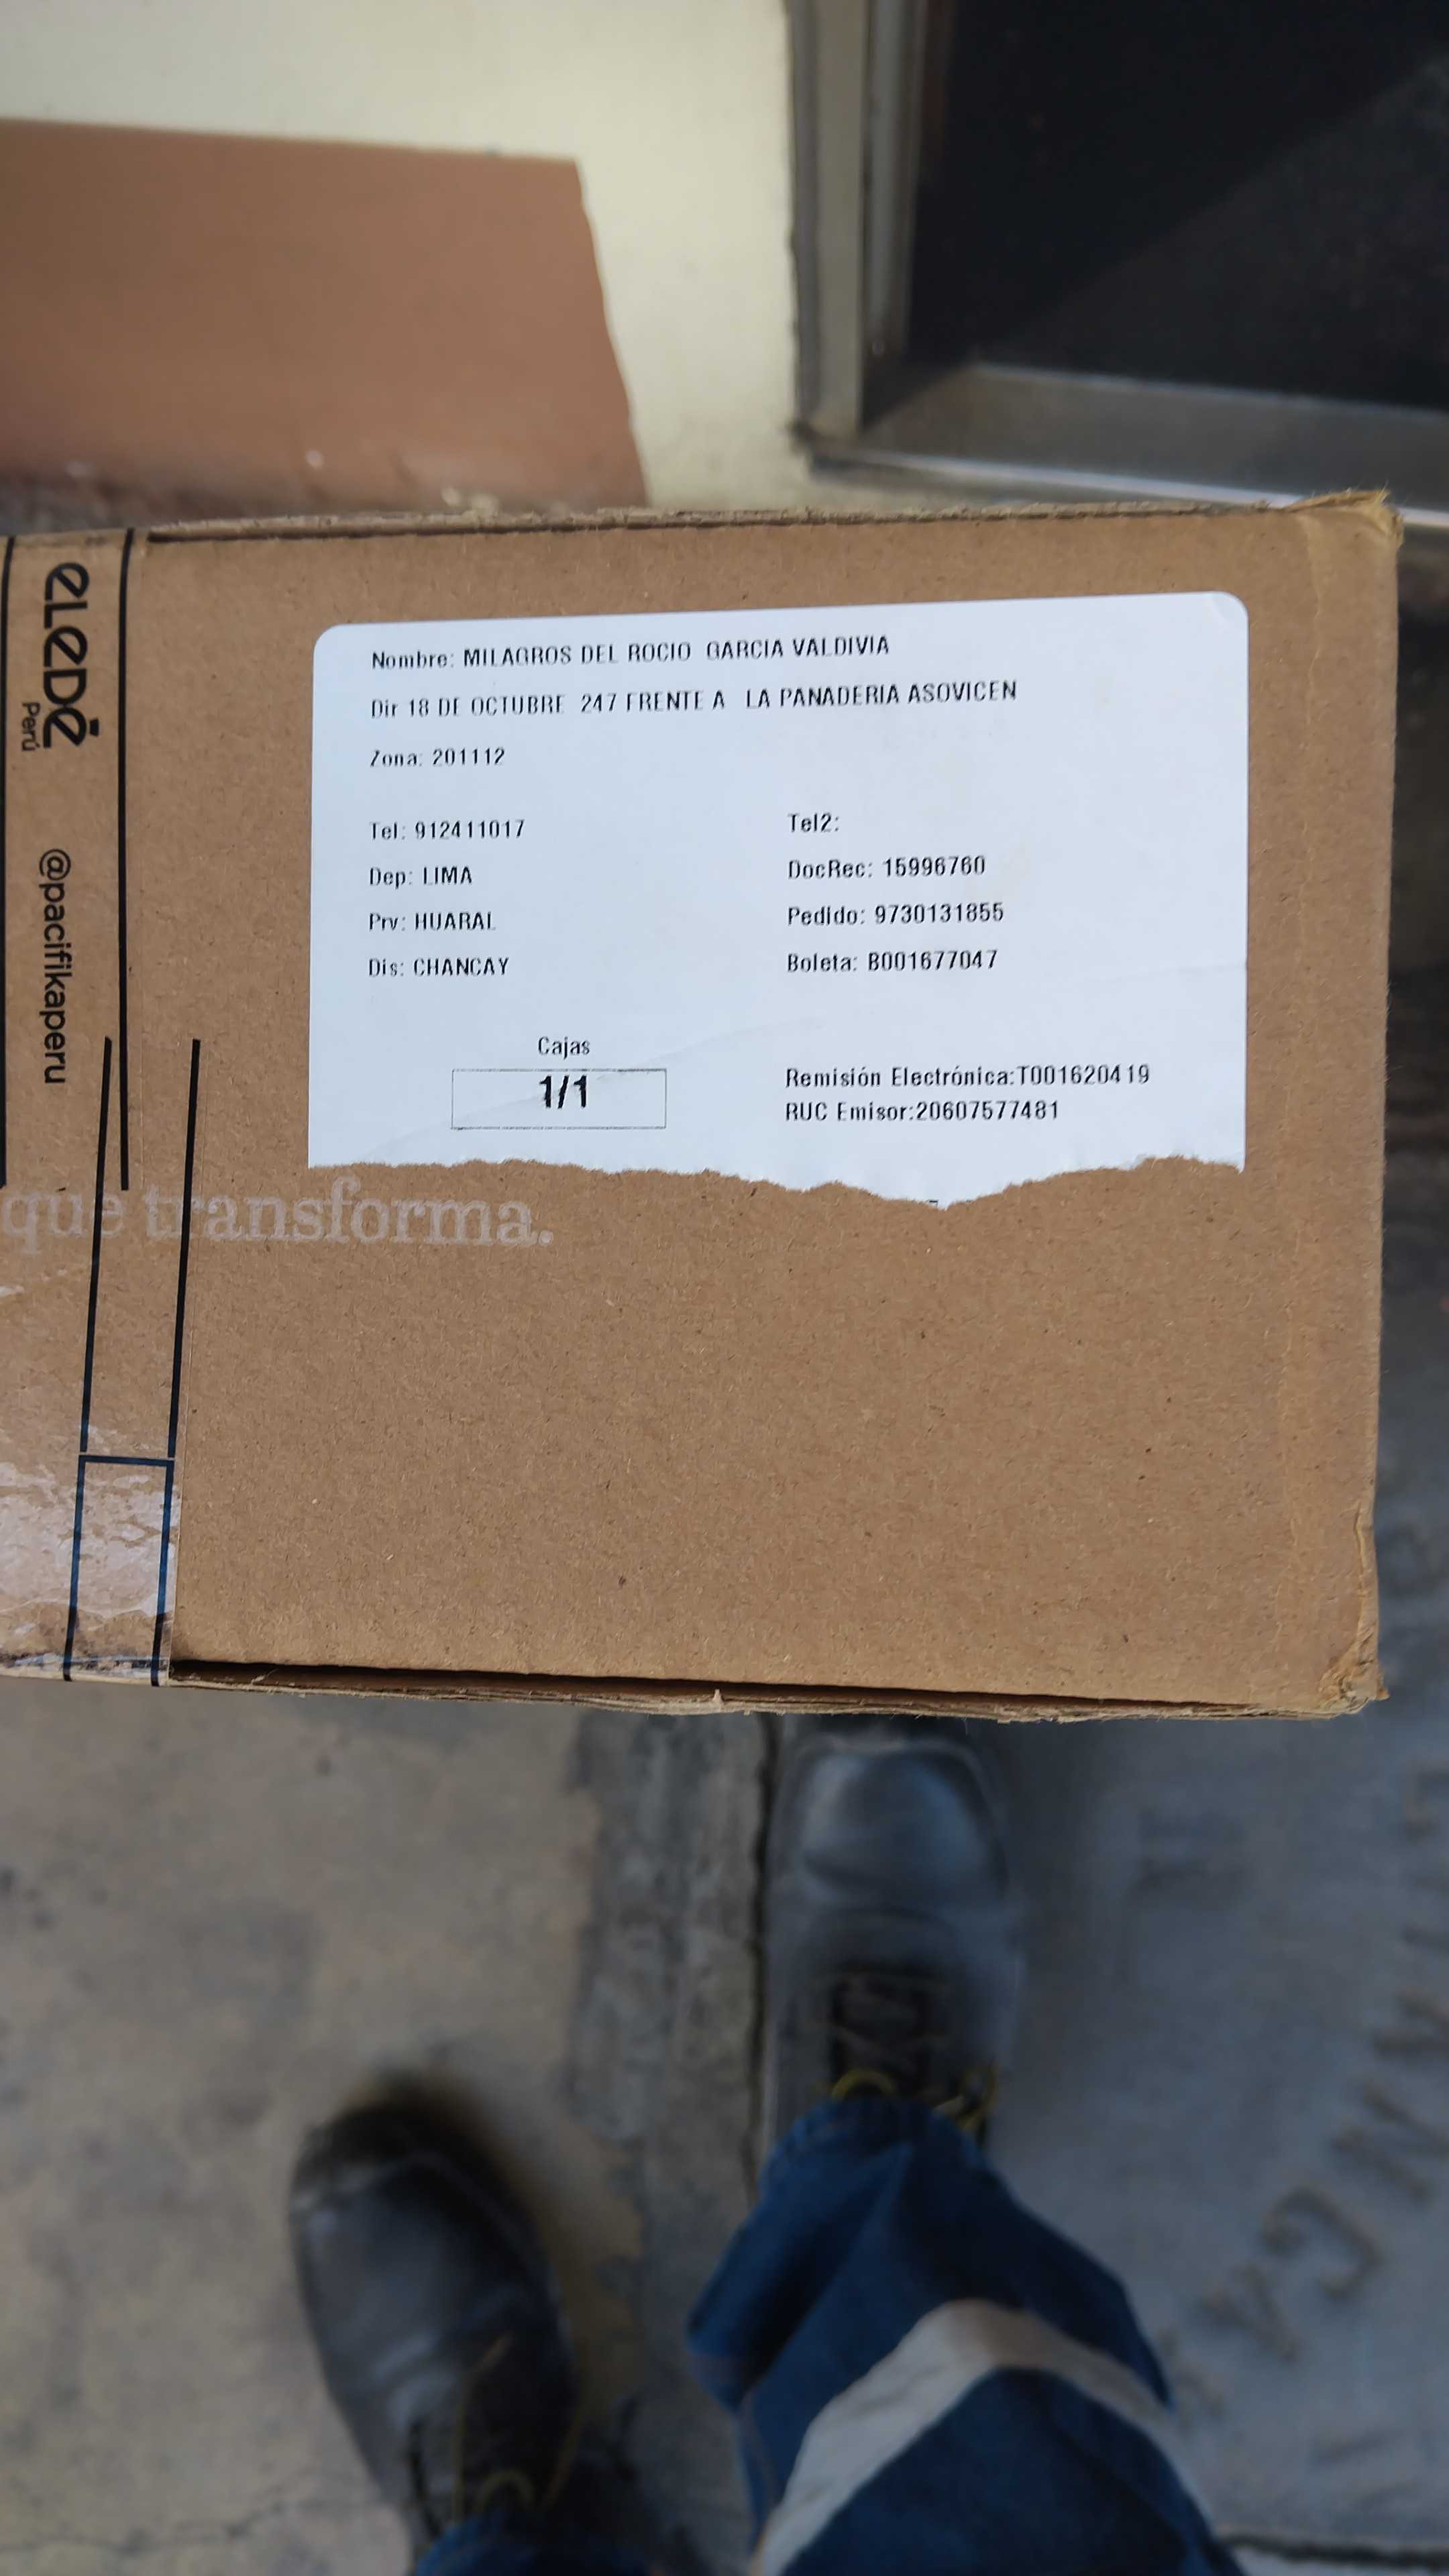 eLeDē
Perú
@pacifikaperu
Nombre: MILAGROS DEL ROCIO GARCIA VALDIVIA
Dir 18 DE OCTUBRE 247 FRENTE A LA PANADERIA ASOVICEN
Zona: 201112
Tel: 912411017
Tel2:
Dep: LIMA
DocRec: 15996760
Prv: HUARAL
Pedido: 9730131855
Dis: CHANCAY
Boleta: B001677047
Cajas
1/1
Remisión Electrónica:T001620419
RUC Emisor:20607577481
que transforma.